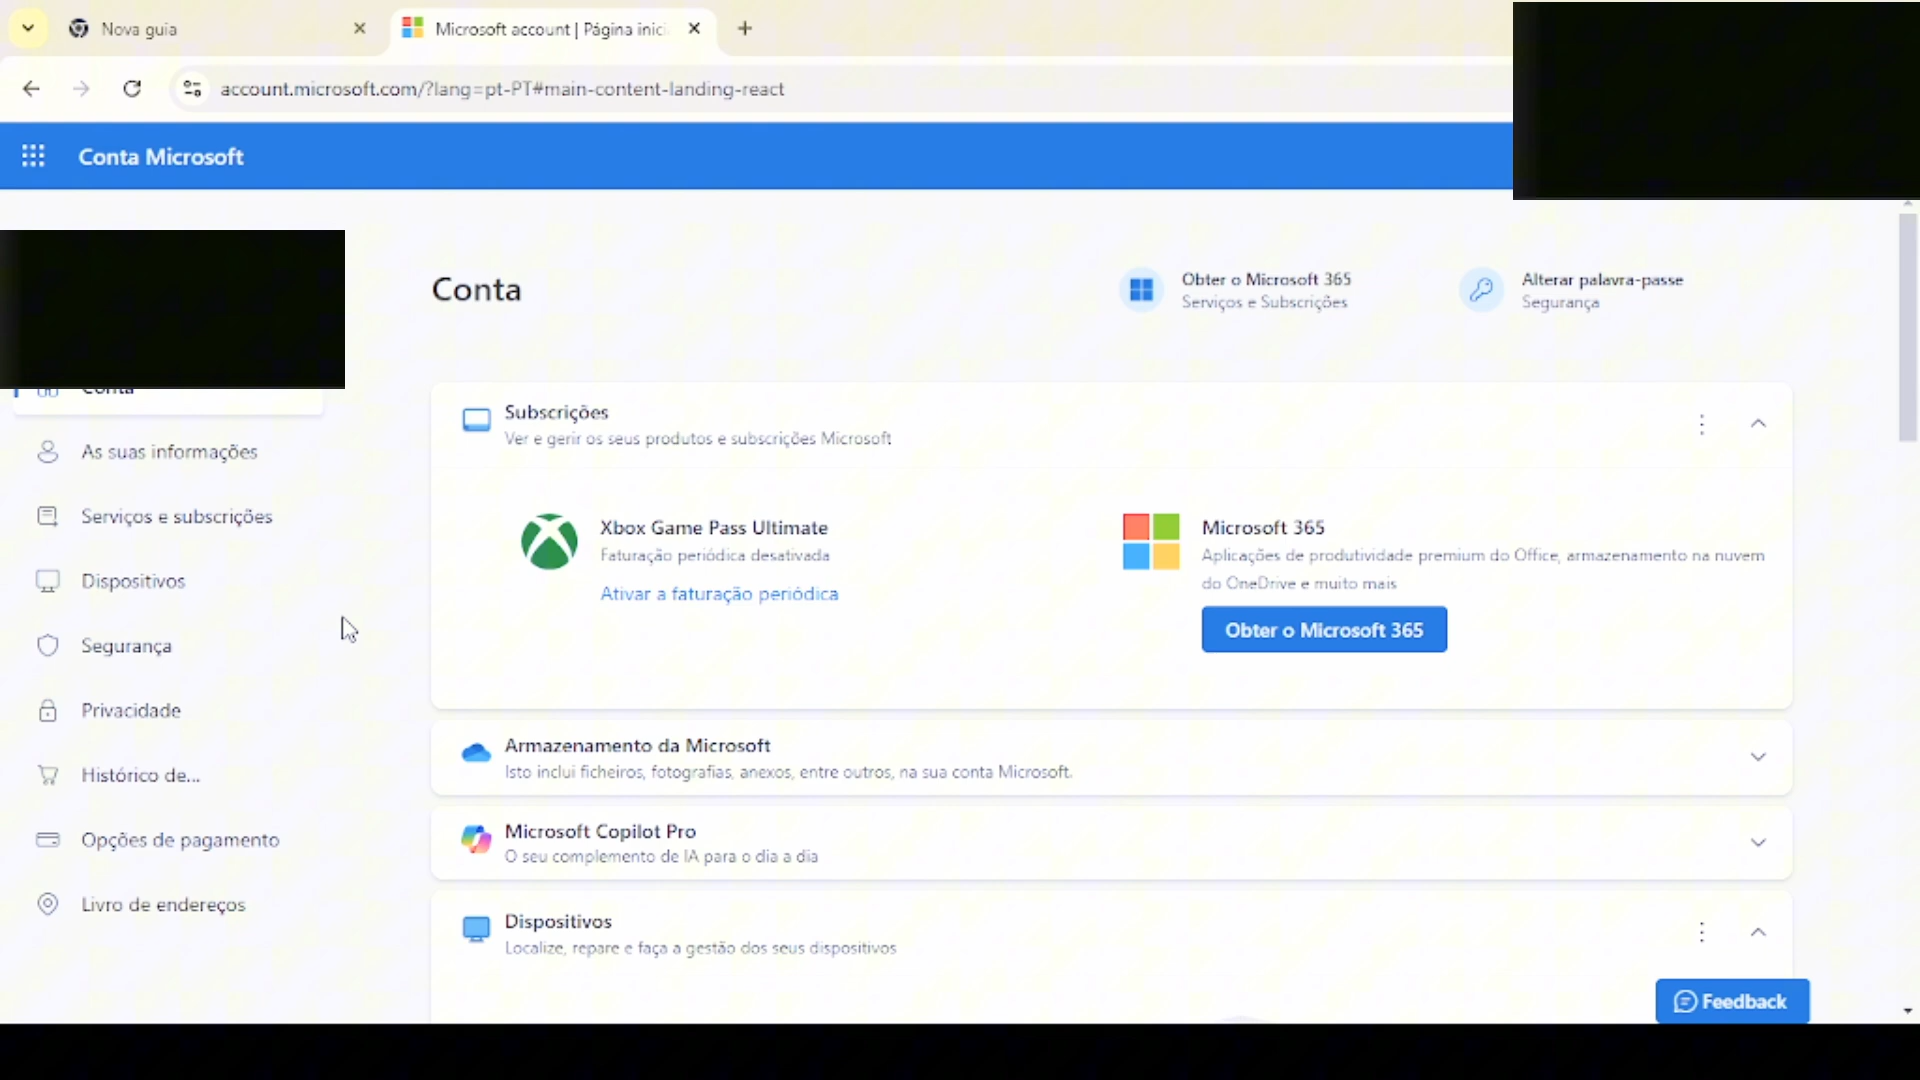 Nova guia
Microsoft account | Página inici
account.microsoft.com/?lang=pt-PT#main-content-landing-react
Conta Microsoft
Conta
Obter o Microsoft 365
Serviços e Subscrições
Alterar palavra-passe
Segurança
Conta
As suas informações
Serviços e subscrições
Dispositivos
Segurança
Privacidade
Histórico de...
Opções de pagamento
Livro de endereços
Subscrições
Ver e gerir os seus produtos e subscrições Microsoft
Xbox Game Pass Ultimate
Faturação periódica desativada
Ativar a faturação periódica
Microsoft 365
Aplicações de produtividade premium do Office, armazenamento na nuvem
do OneDrive e muito mais
Obter o Microsoft 365
Armazenamento da Microsoft
Isto inclui ficheiros, fotografias, anexos, entre outros, na sua conta Microsoft.
Microsoft Copilot Pro
O seu complemento de IA para o dia a dia
Dispositivos
Localize, repare e faça a gestão dos seus dispositivos
Feedback